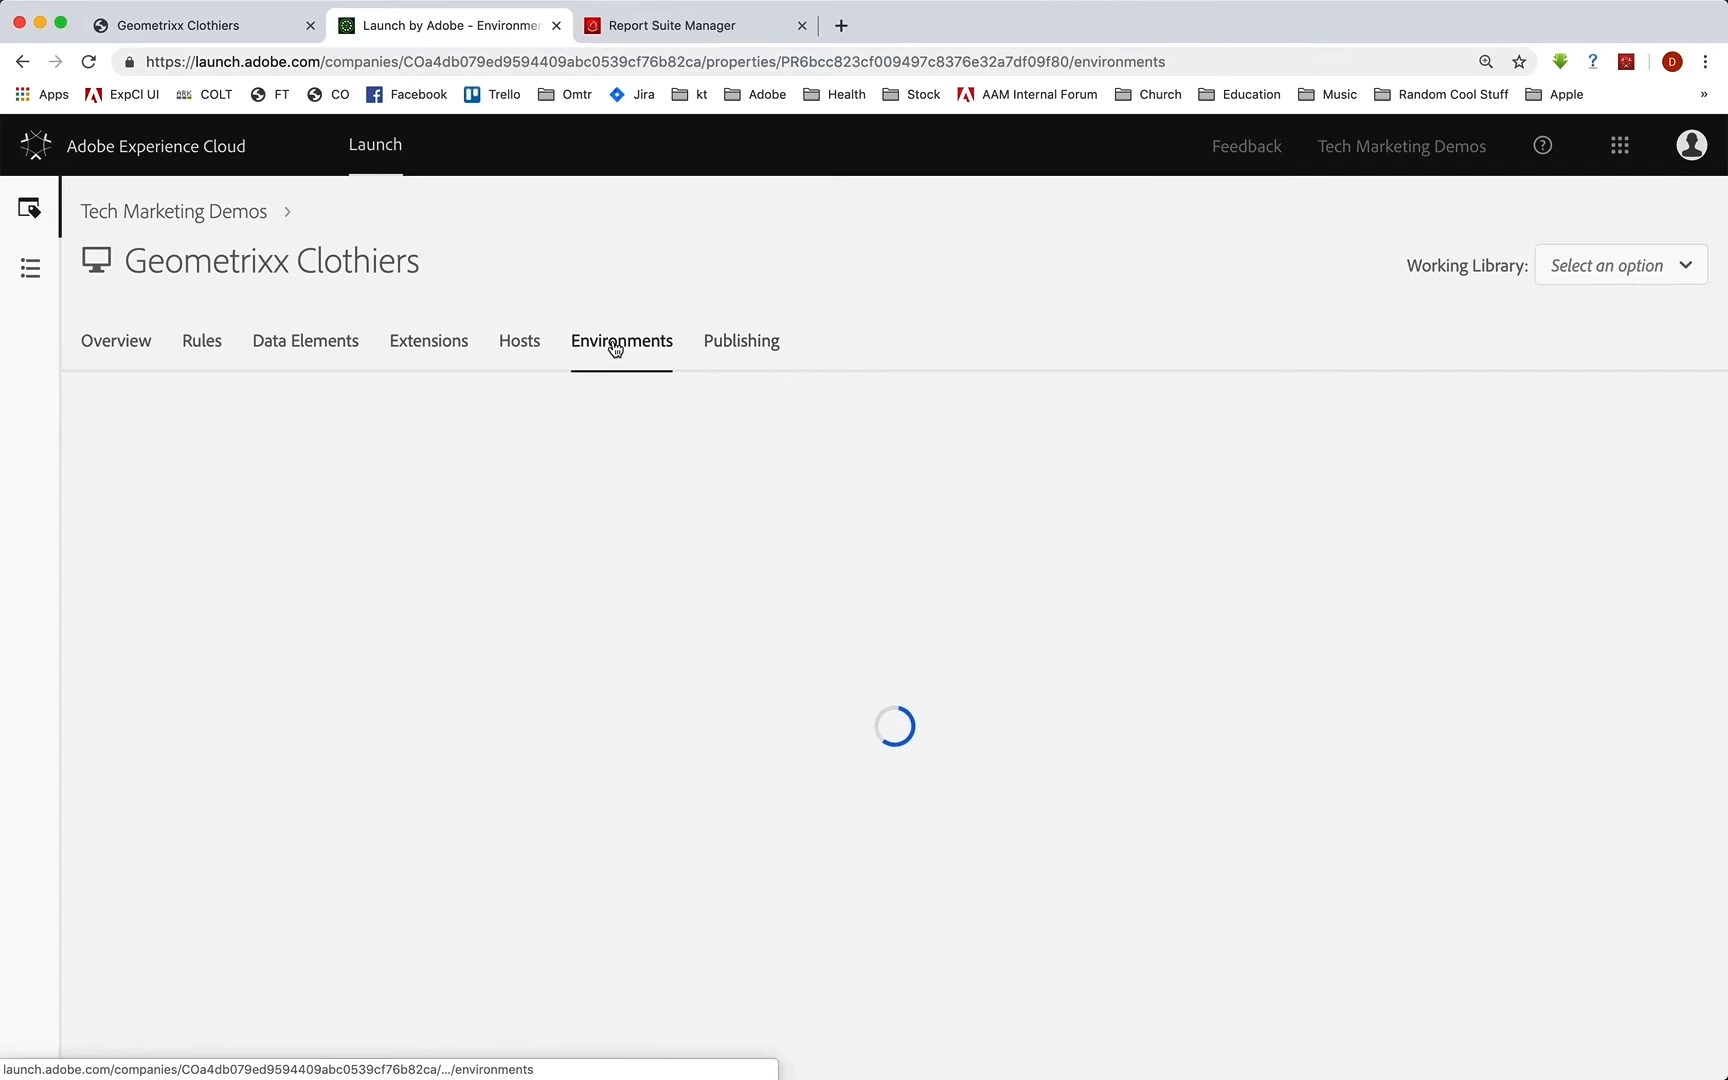 Geometrixx Clothiers
Launch by Adobe - Environmen
Report Suite Manager
https://launch.adobe.com/companies/COa4db079ed9594409abc0539cf76b82ca/properties/PR6bcc823cf009497c8376e32a7df09f80/environments
D
Apps ExpCl UI COLT FT CO Facebook Trello Omtr Jira kt Adobe Health Stock AAM Internal Forum Church Education Music Random Cool Stuff Apple »
Adobe Experience Cloud Launch Feedback Tech Marketing Demos
Tech Marketing Demos
Geometrixx Clothiers
Working Library: Select an option
Overview Rules Data Elements Extensions Hosts Environments Publishing
launch.adobe.com/companies/COa4db079ed9594409abc0539cf76b82ca/.../environments